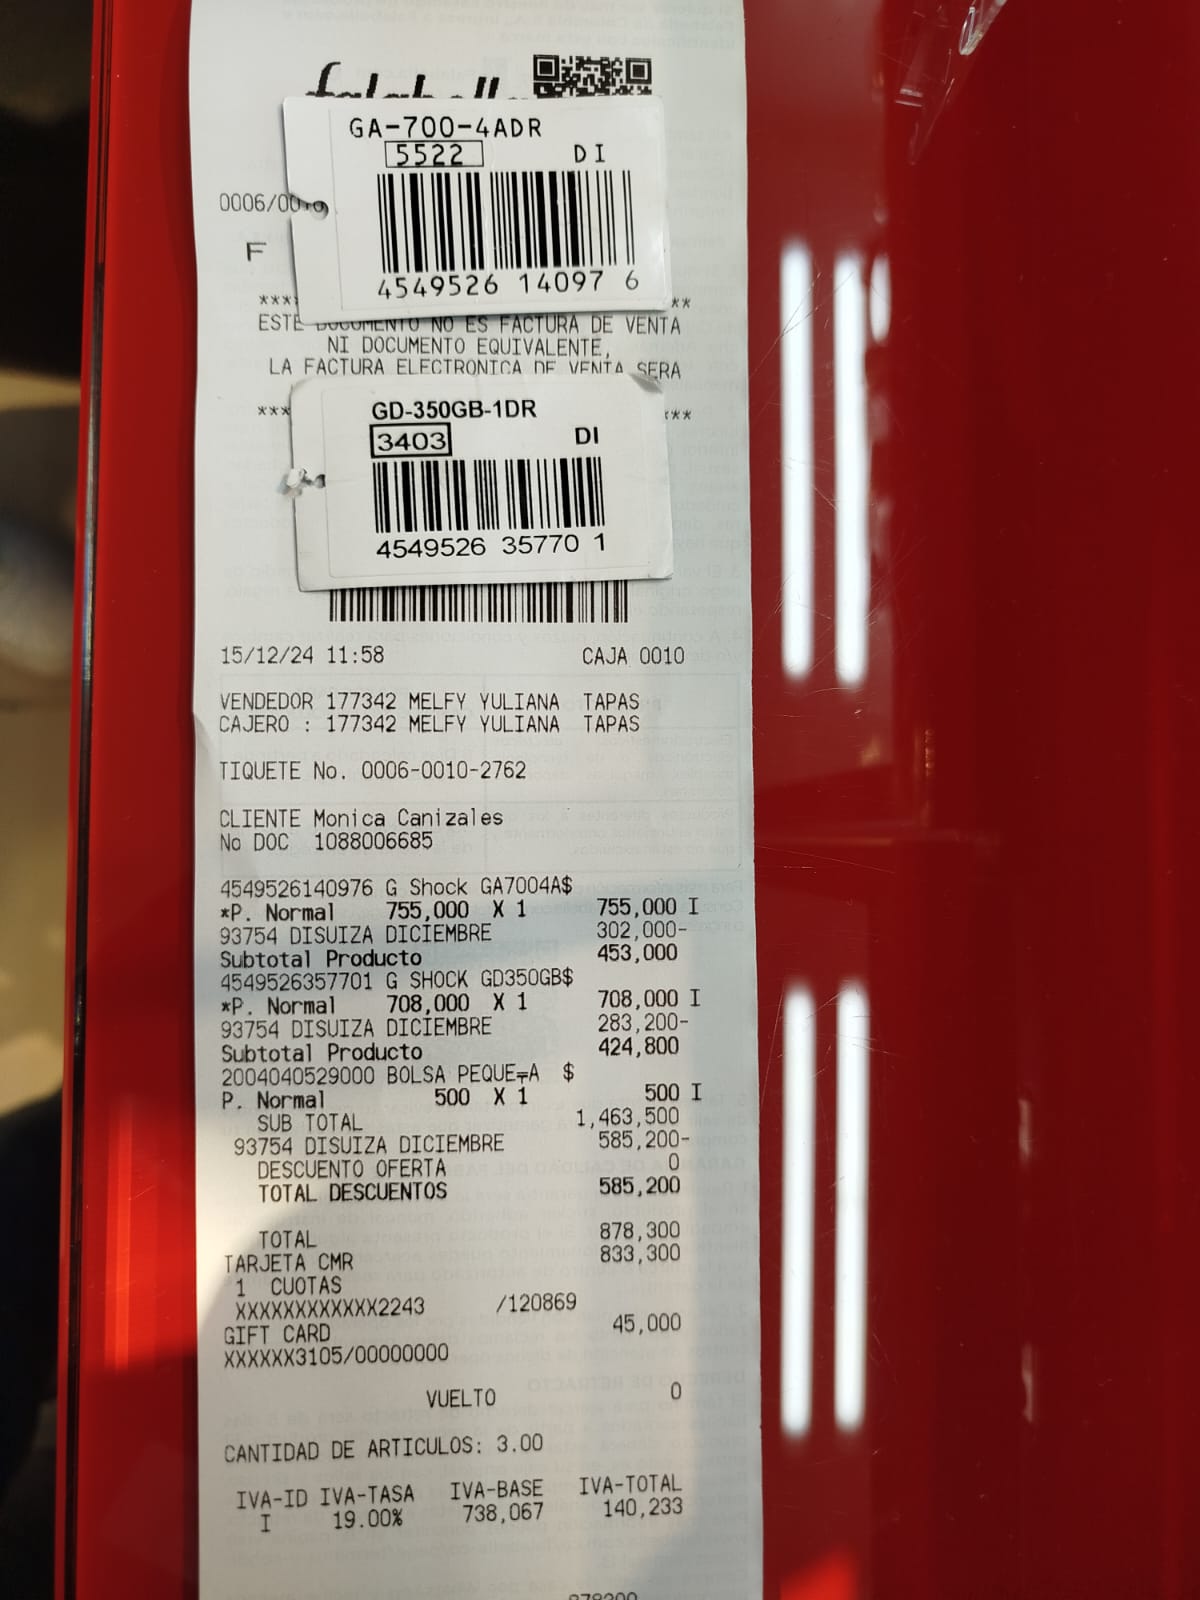 falabella
GA-700-4ADR
5522 DI
4549526 14097 6
0006/0010
F
**** **
ESTE DOCUMENTO NO ES FACTURA DE VENTA
NI DOCUMENTO EQUIVALENTE,
LA FACTURA ELECTRONICA DE VENTA SERA
*** ***
GD-350GB-1DR
3403 DI
4549526 35770 1
15/12/24 11:58 CAJA 0010
VENDEDOR 177342 MELFY YULIANA TAPAS
CAJERO : 177342 MELFY YULIANA TAPAS
TIQUETE No. 0006-0010-2762
CLIENTE Monica Canizales
No DOC 1088006685
4549526140976 G Shock GA7004A$
*P. Normal 755,000 X 1 755,000 I
93754 DISUIZA DICIEMBRE 302,000-
Subtotal Producto 453,000
4549526357701 G SHOCK GD350GB$
*P. Normal 708,000 X 1 708,000 I
93754 DISUIZA DICIEMBRE 283,200-
Subtotal Producto 424,800
2004040529000 BOLSA PEQUE╤A $
P. Normal 500 X 1 500 I
SUB TOTAL 1,463,500
93754 DISUIZA DICIEMBRE 585,200-
DESCUENTO OFERTA 0
TOTAL DESCUENTOS 585,200
TOTAL 878,300
TARJETA CMR 833,300
1 CUOTAS
XXXXXXXXXXXX2243 /120869
GIFT CARD 45,000
XXXXXX3105/00000000
VUELTO 0
CANTIDAD DE ARTICULOS: 3.00
IVA-ID IVA-TASA IVA-BASE IVA-TOTAL
I 19.00% 738,067 140,233